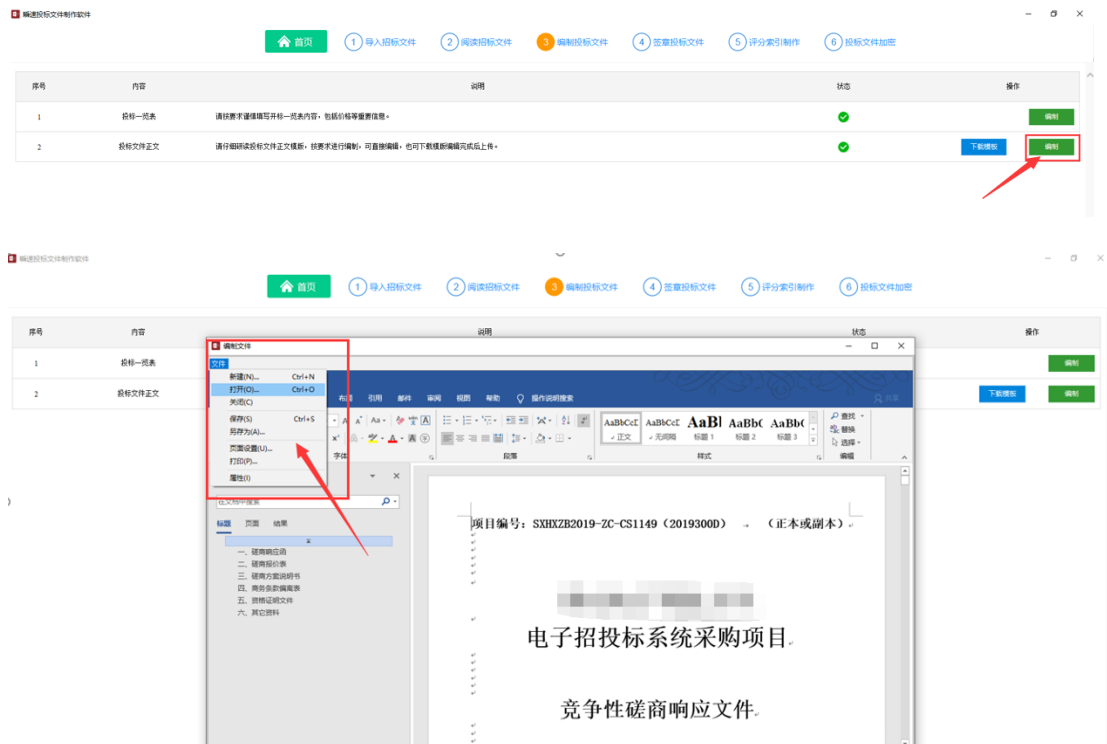 瞬速投标文件制作软件
首页 1 导入招标文件 2 阅读招标文件 3 编制投标文件 4 签章投标文件 5 评分索引制作 6 投标文件加密
序号 内容 说明 状态 操作
1 投标一览表 请按要求谨慎填写开标一览表内容，包括价格等重要信息。 编制
2 投标文件正文 请仔细研读投标文件正文模版，按要求进行编制，可直接编辑，也可下载模版编辑完成后上传。 下载模板 编制
瞬速投标文件制作软件
首页 1 导入招标文件 2 阅读招标文件 3 编制投标文件 4 签章投标文件 5 评分索引制作 6 投标文件加密
序号 内容 说明 状态 操作
1 投标一览表 编制
2 投标文件正文 下载模板 编制
编制文件
文件
新建(N)... Ctrl+N
打开(O)... Ctrl+O
关闭(C)
保存(S) Ctrl+S
另存为(A)...
页面设置(U)...
打印(P)...
属性(I)
布局 引用 邮件 审阅 视图 帮助 操作说明搜索 共享
AaBbCcD AaBbCcD AaBl AaBb( AaBb(
正文 无间隔 标题 1 标题 2 标题 3
查找
替换
选择
字体 段落 样式 编辑
在文档中搜索
标题 页面 结果
一、磋商响应函
二、磋商报价表
三、磋商方案说明书
四、商务条款偏离表
五、资格证明文件
六、其它资料
项目编号：SXHXZB2019-ZC-CS1149（2019300D） （正本或副本）
电子招投标系统采购项目
竞争性磋商响应文件